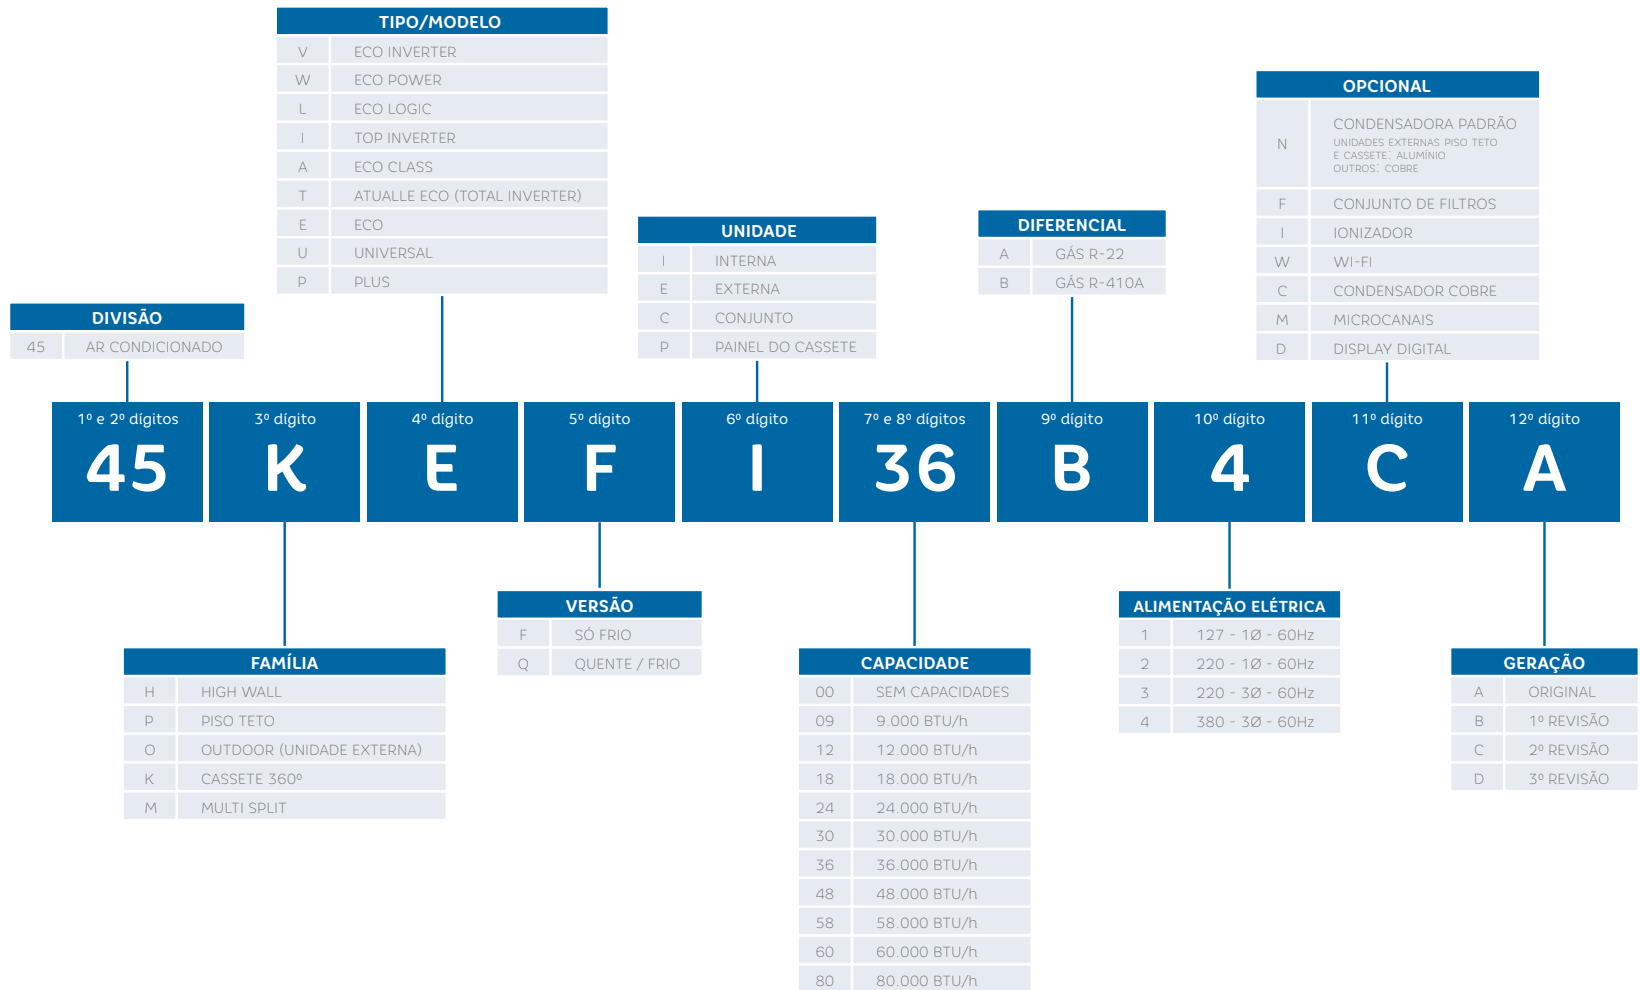 TIPO/MODELO
V ECO INVERTER
W ECO POWER
L ECO LOGIC
I TOP INVERTER
A ECO CLASS
T ATUALLE ECO (TOTAL INVERTER)
E ECO
U UNIVERSAL
P PLUS
OPCIONAL
N CONDENSADORA PADRÃO
UNIDADES EXTERNAS PISO TETO
E CASSETE: ALUMÍNIO
OUTROS: COBRE
F CONJUNTO DE FILTROS
I IONIZADOR
W WI-FI
C CONDENSADOR COBRE
M MICROCANAIS
D DISPLAY DIGITAL
UNIDADE
I INTERNA
E EXTERNA
C CONJUNTO
P PAINEL DO CASSETE
DIFERENCIAL
A GÁS R-22
B GÁS R-410A
DIVISÃO
45 AR CONDICIONADO
1º e 2º dígitos 3º dígito 4º dígito 5º dígito 6º dígito 7º e 8º dígitos 9º dígito 10º dígito 11º dígito 12º dígito
45 K E F I 36 B 4 C A
FAMÍLIA
H HIGH WALL
P PISO TETO
O OUTDOOR (UNIDADE EXTERNA)
K CASSETE 360º
M MULTI SPLIT
VERSÃO
F SÓ FRIO
Q QUENTE / FRIO
CAPACIDADE
00 SEM CAPACIDADES
09 9.000 BTU/h
12 12.000 BTU/h
18 18.000 BTU/h
24 24.000 BTU/h
30 30.000 BTU/h
36 36.000 BTU/h
48 48.000 BTU/h
58 58.000 BTU/h
60 60.000 BTU/h
80 80.000 BTU/h
ALIMENTAÇÃO ELÉTRICA
1 127 - 1Ø - 60Hz
2 220 - 1Ø - 60Hz
3 220 - 3Ø - 60Hz
4 380 - 3Ø - 60Hz
GERAÇÃO
A ORIGINAL
B 1º REVISÃO
C 2º REVISÃO
D 3º REVISÃO